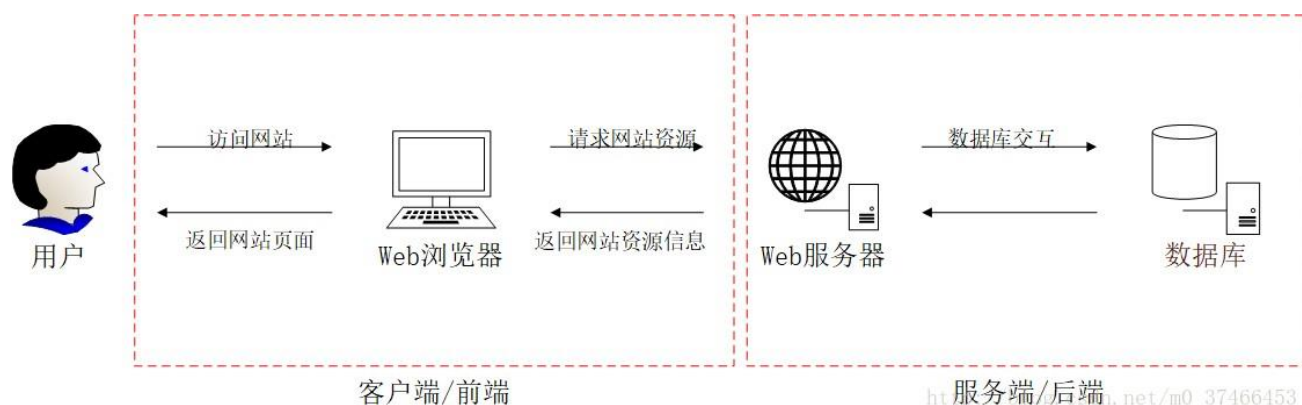 访问网站
请求网站资源
数据库交互
返回网站页面
返回网站资源信息
用户
Web浏览器
Web服务器
数据库
客户端/前端
服务端/后端
net/m0_37466453